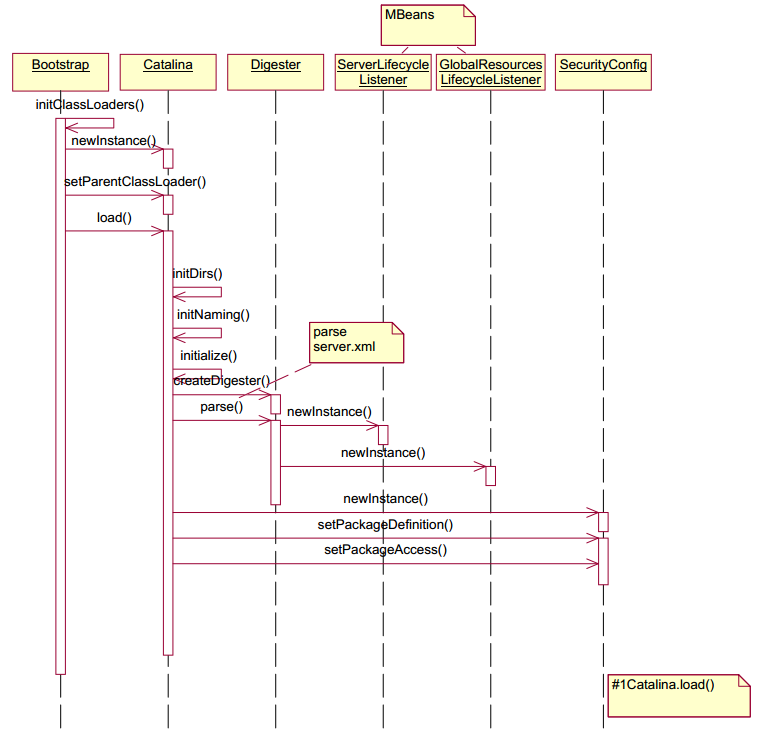 MBeans
Bootstrap
Catalina
Digester
ServerLifecycle
Listener
GlobalResources
LifecycleListener
SecurityConfig
initClassLoaders()
newInstance()
setParentClassLoader()
load()
initDirs()
initNaming()
parse
server.xml
initialize()
createDigester()
parse()
newInstance()
newInstance()
newInstance()
setPackageDefinition()
setPackageAccess()
#1Catalina.load()